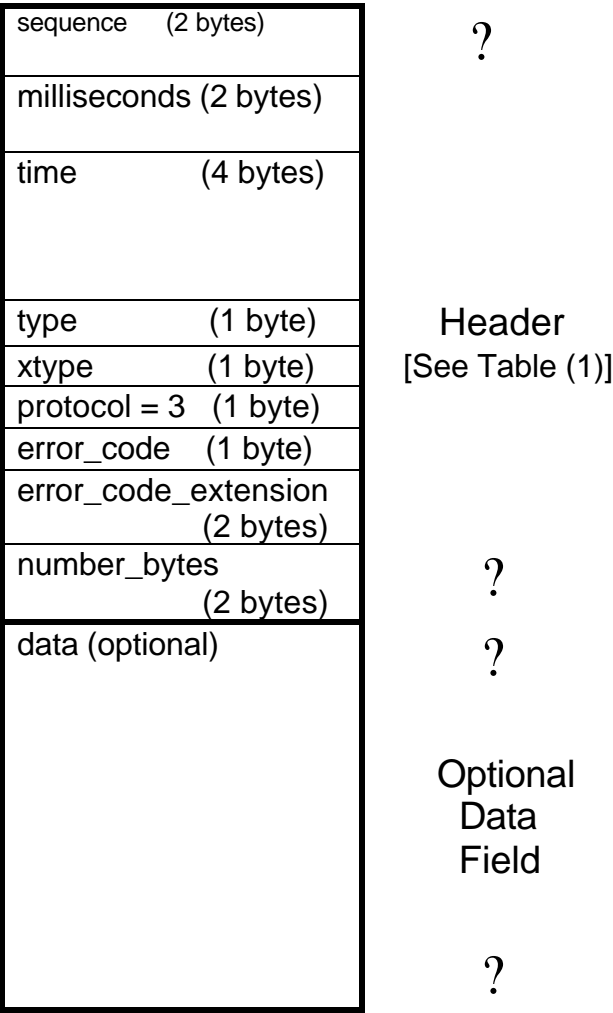 sequence (2 bytes) ?
milliseconds (2 bytes)
time (4 bytes)
type (1 byte) Header
xtype (1 byte) [See Table (1)]
protocol = 3 (1 byte)
error_code (1 byte)
error_code_extension
(2 bytes)
number_bytes ?
(2 bytes)
data (optional) ?
Optional
Data
Field
?